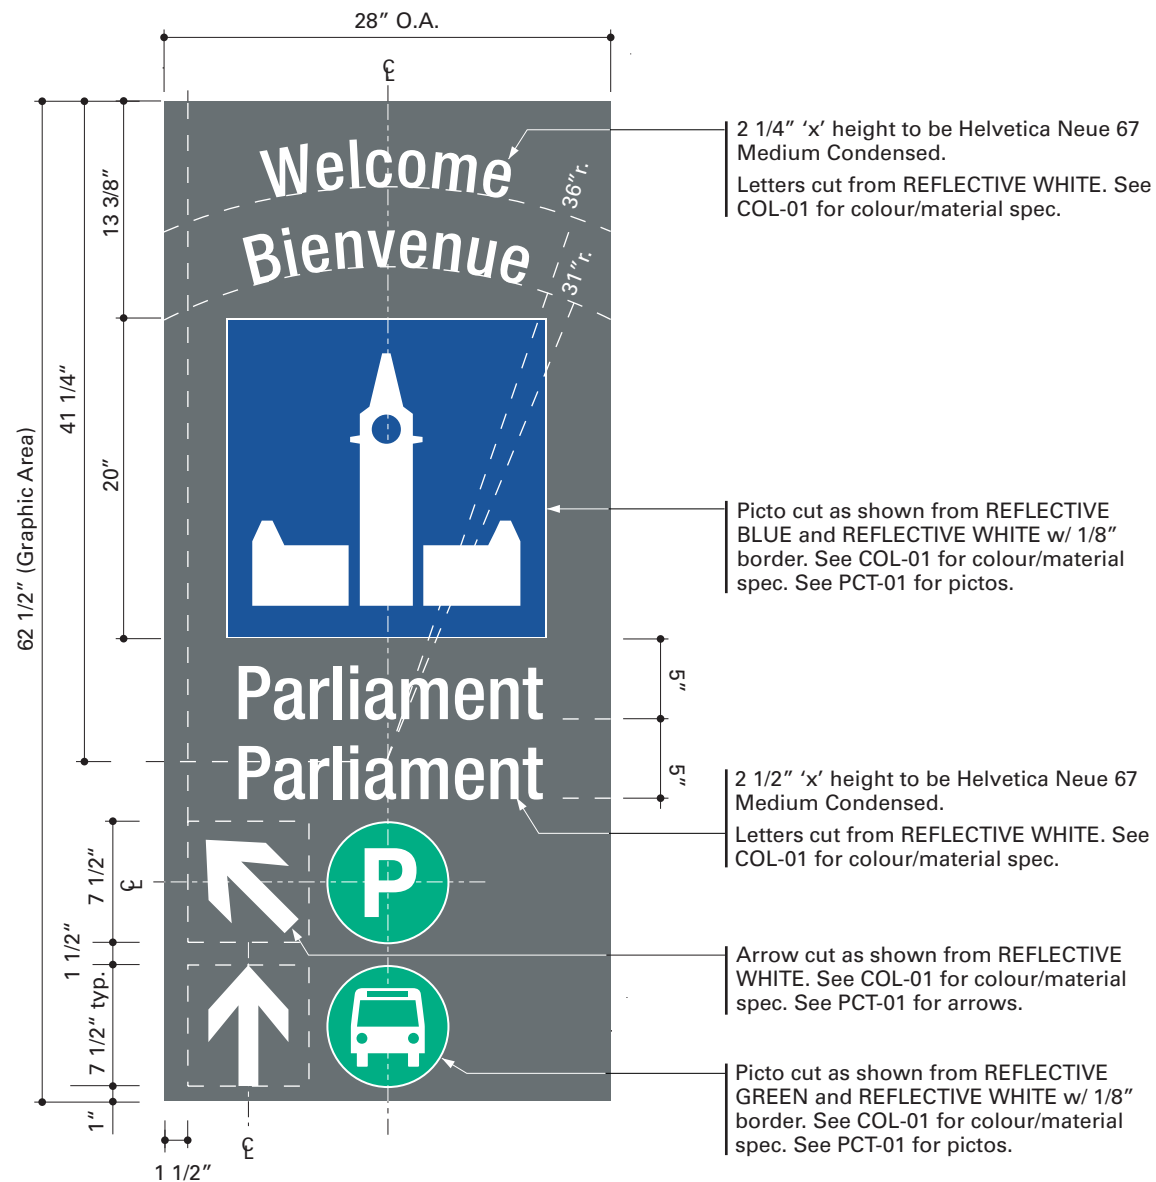 28” O.A.
℄
Welcome
Bienvenue
36”r.
31”r.
Parliament
Parliament
P
62 1/2” (Graphic Area)
41 1/4”
13 3/8”
20”
7 1/2”
℄
1 1/2”
7 1/2” typ.
1”
1 1/2”
℄
5”
5”
2 1/4” ‘x’ height to be Helvetica Neue 67
Medium Condensed.
Letters cut from REFLECTIVE WHITE. See
COL-01 for colour/material spec.
Picto cut as shown from REFLECTIVE
BLUE and REFLECTIVE WHITE w/ 1/8”
border. See COL-01 for colour/material
spec. See PCT-01 for pictos.
2 1/2” ‘x’ height to be Helvetica Neue 67
Medium Condensed.
Letters cut from REFLECTIVE WHITE. See
COL-01 for colour/material spec.
Arrow cut as shown from REFLECTIVE
WHITE. See COL-01 for colour/material
spec. See PCT-01 for arrows.
Picto cut as shown from REFLECTIVE
GREEN and REFLECTIVE WHITE w/ 1/8”
border. See COL-01 for colour/material
spec. See PCT-01 for pictos.